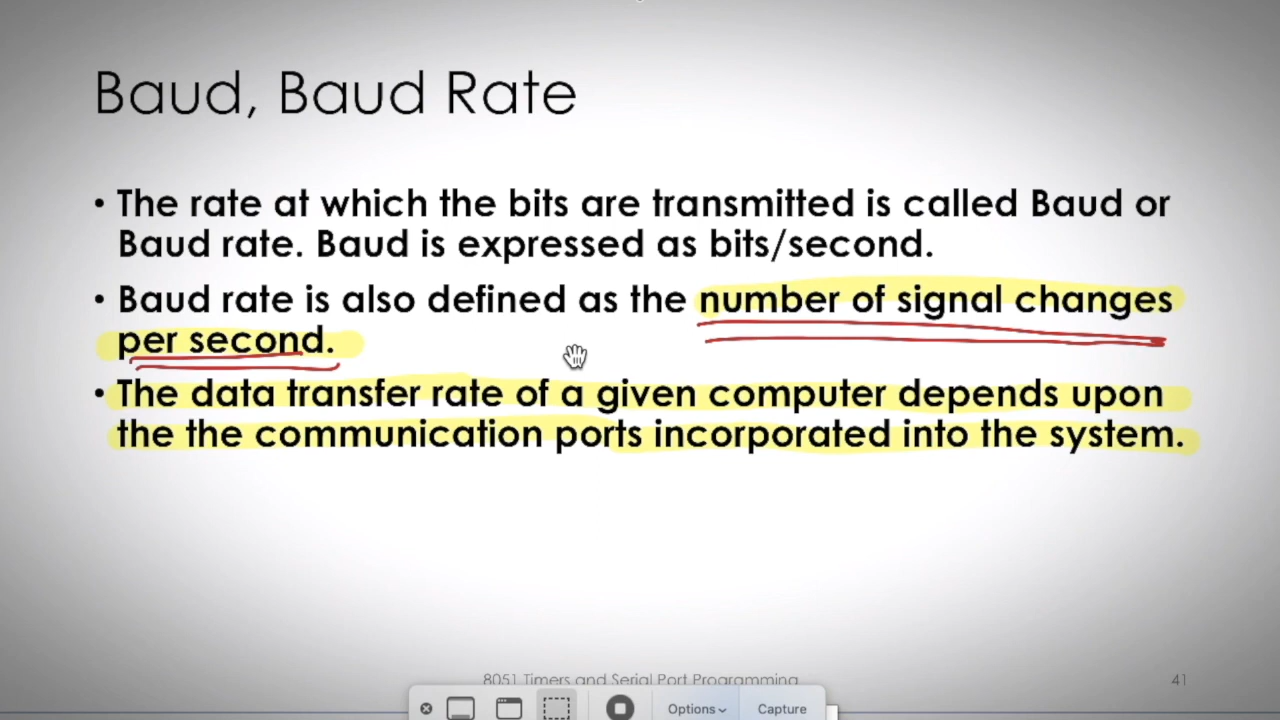 Baud, Baud Rate
• The rate at which the bits are transmitted is called Baud or
Baud rate. Baud is expressed as bits/second.
• Baud rate is also defined as the number of signal changes
per second.
• The data transfer rate of a given computer depends upon
the the communication ports incorporated into the system.
8051 Timers and Serial Port Programming
41
Options
Capture